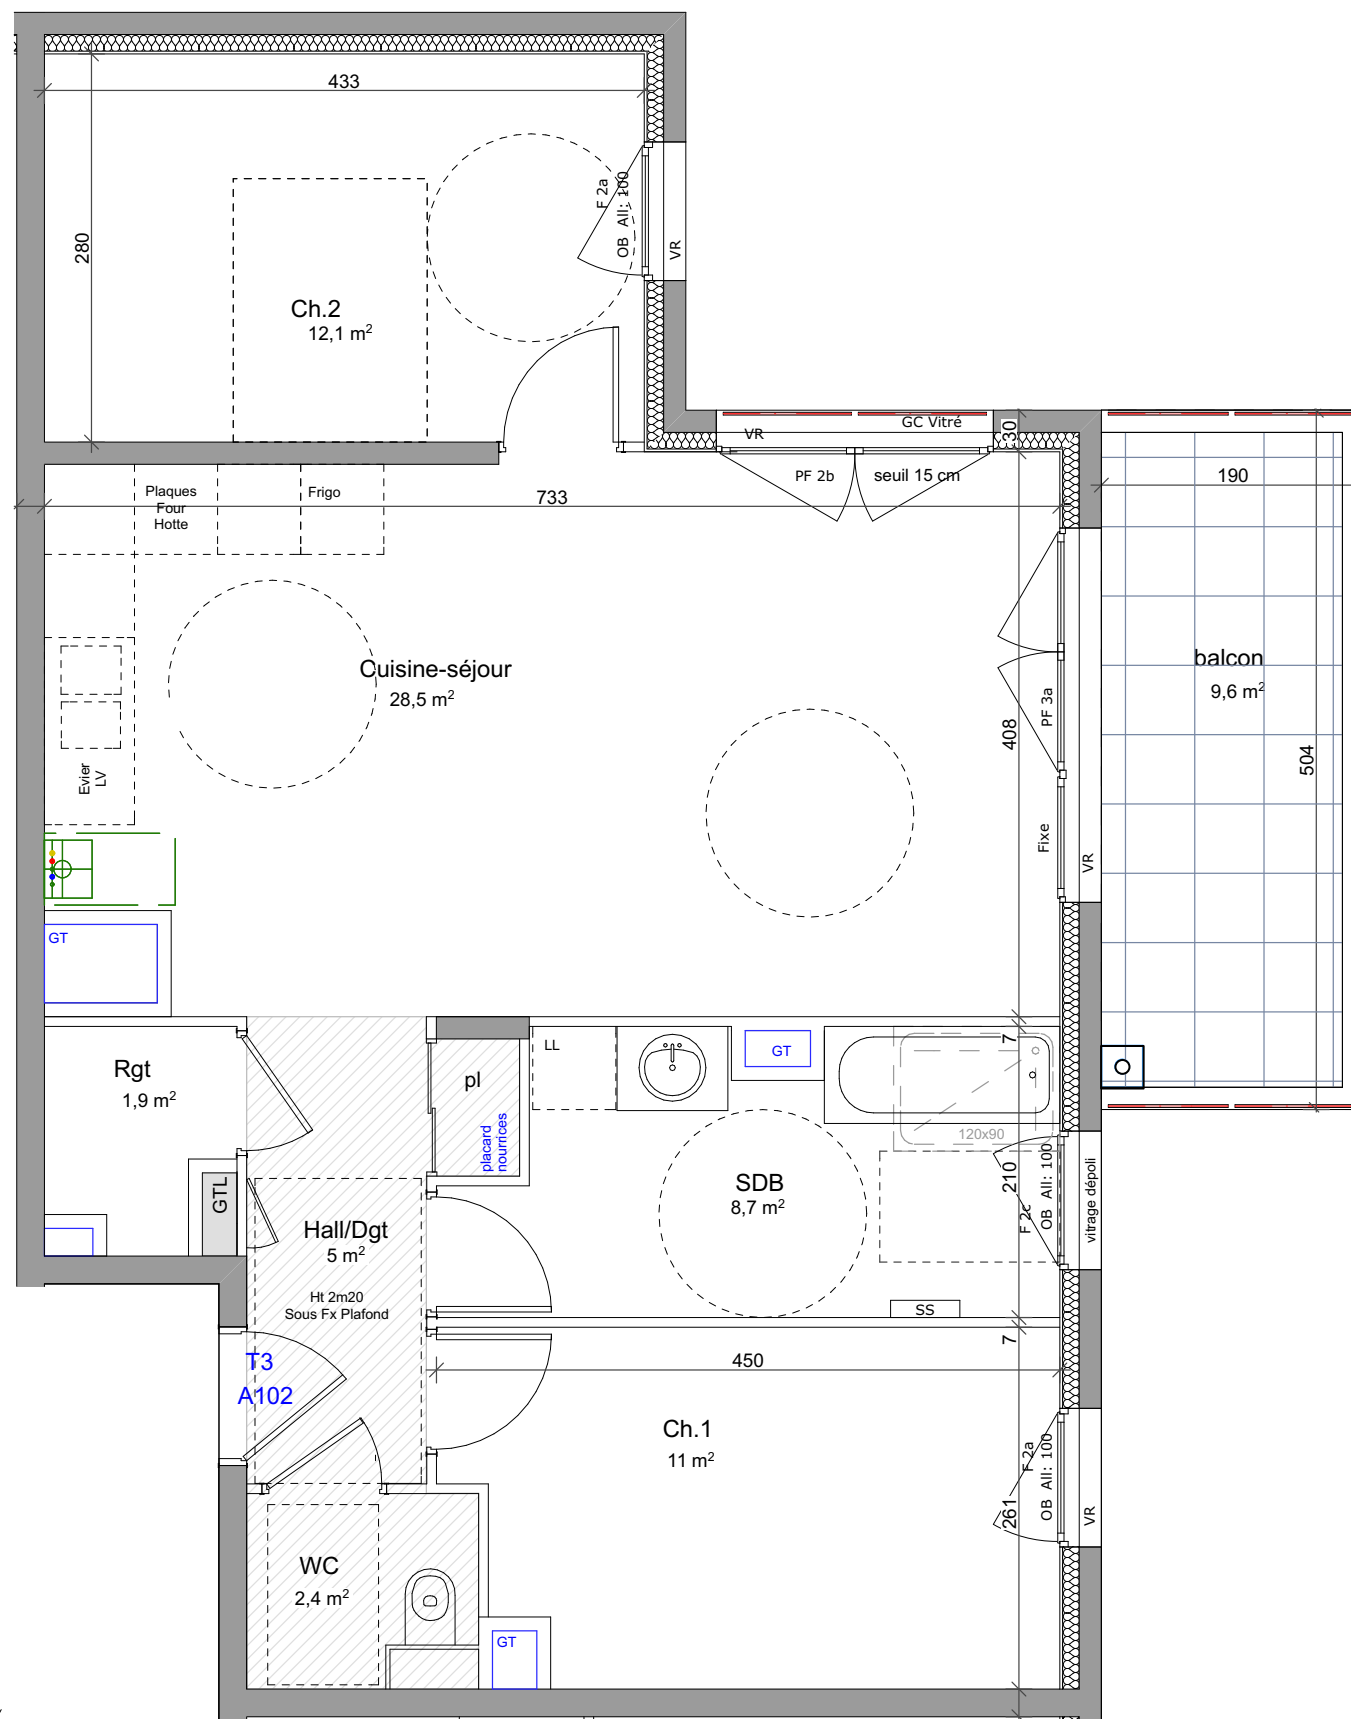 433
280
F 2a
OB All: 100
VR
Ch.2
12,1 m²
GC Vitré
VR
30
PF 2b
seuil 15 cm
190
Plaques
Four
Hotte
Frigo
733
Cuisine-séjour
28,5 m²
balcon
9,6 m²
PF 3a
408
504
Evier
LV
Fixe
VR
GT
Rgt
1,9 m²
pl
placard
nourrices
LL
GT
7
120x90
SDB
8,7 m²
210
F 2c
OB All: 100
vitrage dépoli
GTL
Hall/Dgt
5 m²
Ht 2m20
Sous Fx Plafond
SS
7
T3
A102
450
Ch.1
11 m²
F 2a
OB All: 100
261
VR
WC
2,4 m²
GT